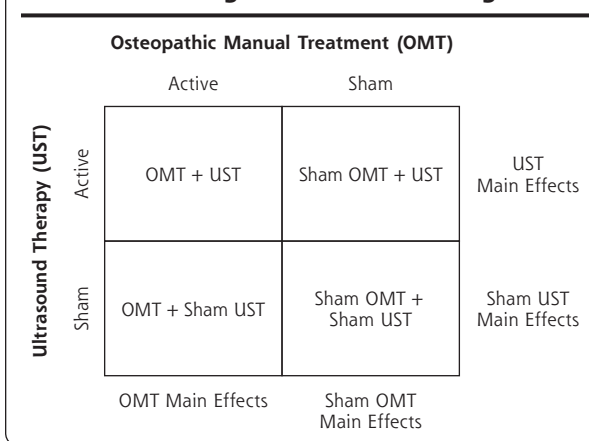 Osteopathic Manual Treatment (OMT)
Active
Sham
Ultrasound Therapy (UST)
Active
OMT + UST
Sham OMT + UST
UST
Main Effects
Sham
OMT + Sham UST
Sham OMT +
Sham UST
Sham UST
Main Effects
OMT Main Effects
Sham OMT
Main Effects